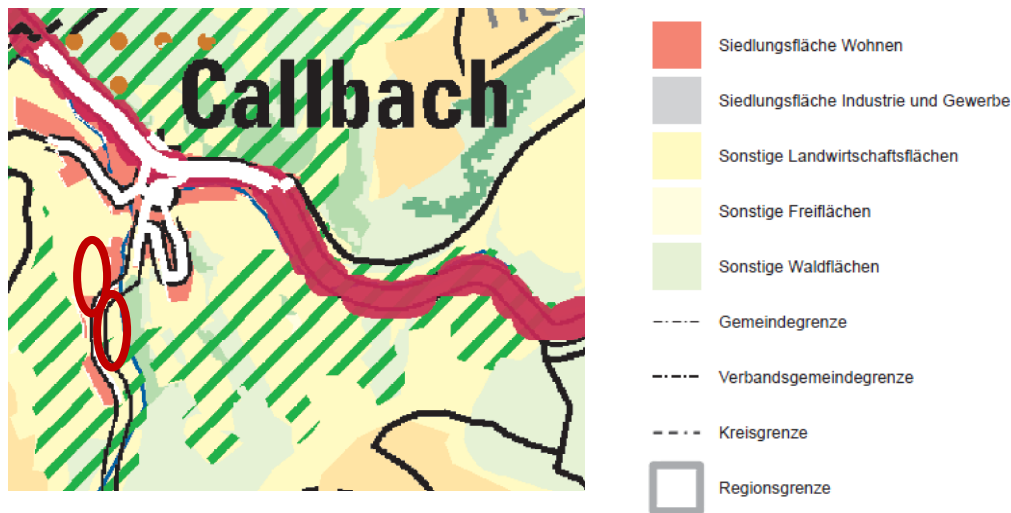 Callbach
Siedlungsfläche Wohnen
Siedlungsfläche Industrie und Gewerbe
Sonstige Landwirtschaftsflächen
Sonstige Freiflächen
Sonstige Waldflächen
Gemeindegrenze
Verbandsgemeindegrenze
Kreisgrenze
Regionsgrenze